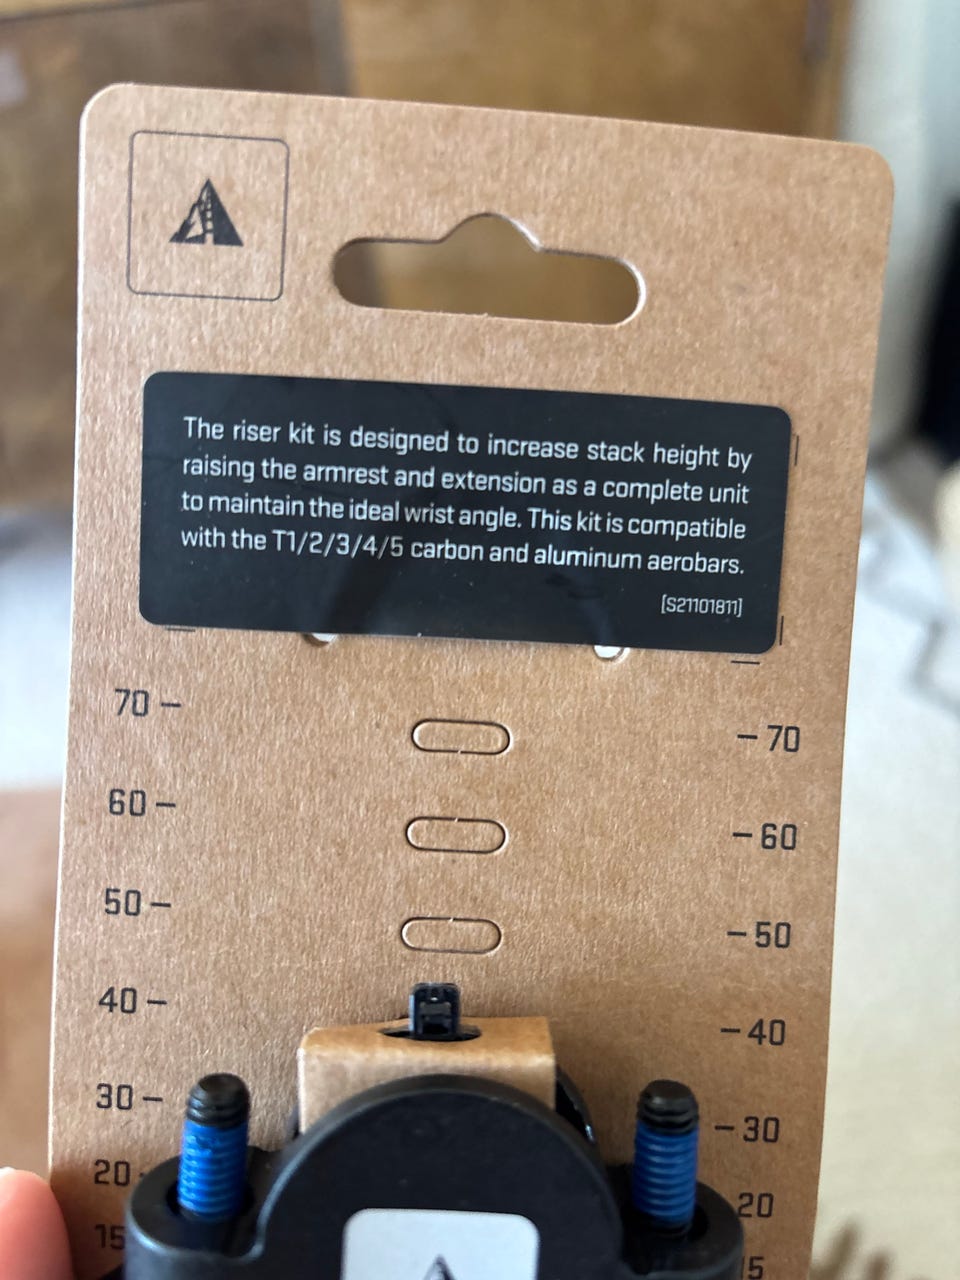 The riser kit is designed to increase stack height by
raising the armrest and extension as a complete unit
to maintain the ideal wrist angle. This kit is compatible
with the T1/2/3/4/5 carbon and aluminum aerobars.
[S21101811]
70 – – 70
60 – – 60
50 – – 50
40 – – 40
30 – – 30
20 - 20
15 15